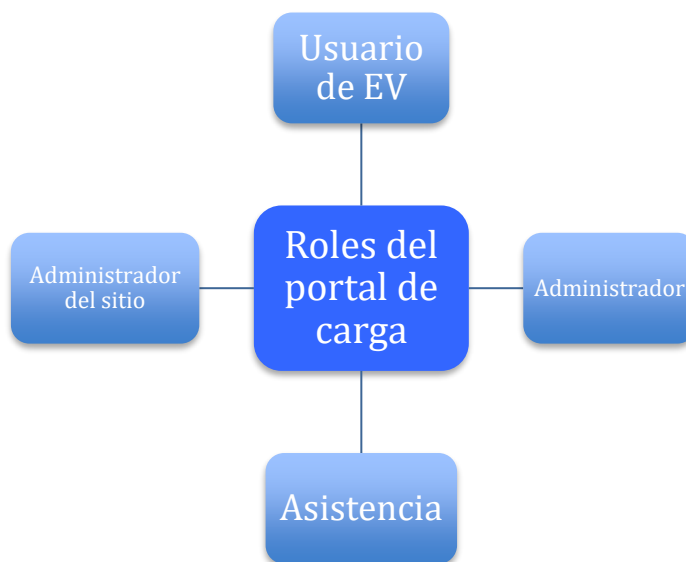 Usuario
de EV
Administrador
del sitio
Roles del
portal de
carga
Administrador
Asistencia